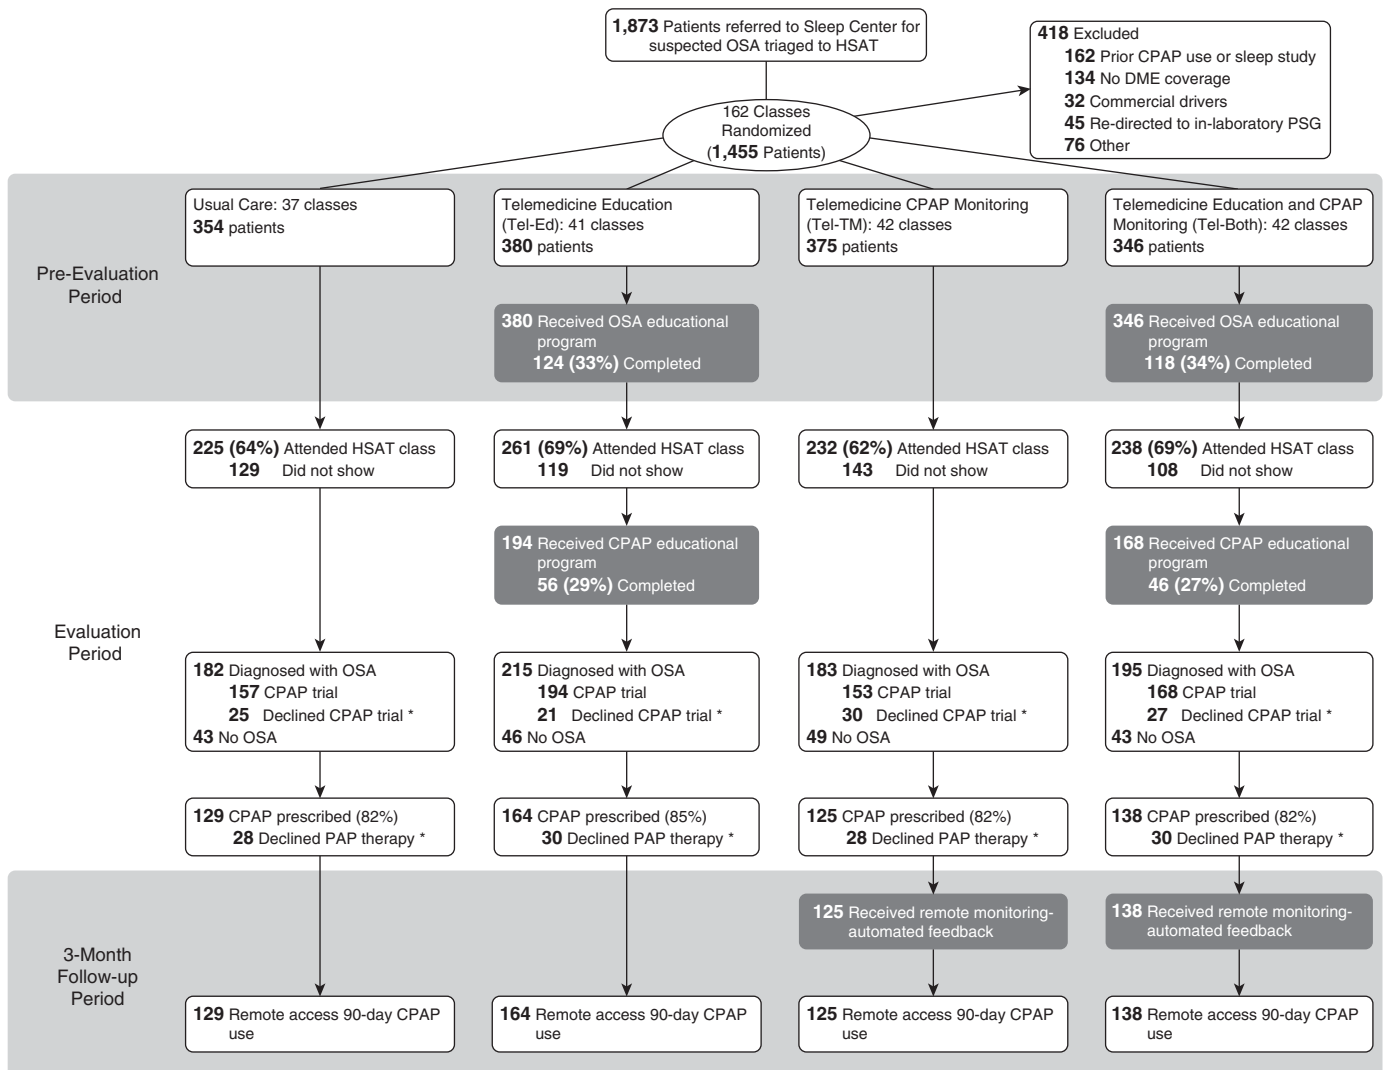 1,873 Patients referred to Sleep Center for
suspected OSA triaged to HSAT
418 Excluded
162 Prior CPAP use or sleep study
134 No DME coverage
32 Commercial drivers
45 Re-directed to in-laboratory PSG
76 Other
162 Classes
Randomized
(1,455 Patients)
Pre-Evaluation
Period
Usual Care: 37 classes
354 patients
Telemedicine Education
(Tel-Ed): 41 classes
380 patients
Telemedicine CPAP Monitoring
(Tel-TM): 42 classes
375 patients
Telemedicine Education and CPAP
Monitoring (Tel-Both): 42 classes
346 patients
380 Received OSA educational
program
124 (33%) Completed
346 Received OSA educational
program
118 (34%) Completed
Evaluation
Period
225 (64%) Attended HSAT class
129 Did not show
261 (69%) Attended HSAT class
119 Did not show
232 (62%) Attended HSAT class
143 Did not show
238 (69%) Attended HSAT class
108 Did not show
194 Received CPAP educational
program
56 (29%) Completed
168 Received CPAP educational
program
46 (27%) Completed
182 Diagnosed with OSA
157 CPAP trial
25 Declined CPAP trial *
43 No OSA
215 Diagnosed with OSA
194 CPAP trial
21 Declined CPAP trial *
46 No OSA
183 Diagnosed with OSA
153 CPAP trial
30 Declined CPAP trial *
49 No OSA
195 Diagnosed with OSA
168 CPAP trial
27 Declined CPAP trial *
43 No OSA
129 CPAP prescribed (82%)
28 Declined PAP therapy *
164 CPAP prescribed (85%)
30 Declined PAP therapy *
125 CPAP prescribed (82%)
28 Declined PAP therapy *
138 CPAP prescribed (82%)
30 Declined PAP therapy *
3-Month
Follow-up
Period
125 Received remote monitoring-
automated feedback
138 Received remote monitoring-
automated feedback
129 Remote access 90-day CPAP
use
164 Remote access 90-day CPAP
use
125 Remote access 90-day CPAP
use
138 Remote access 90-day CPAP
use